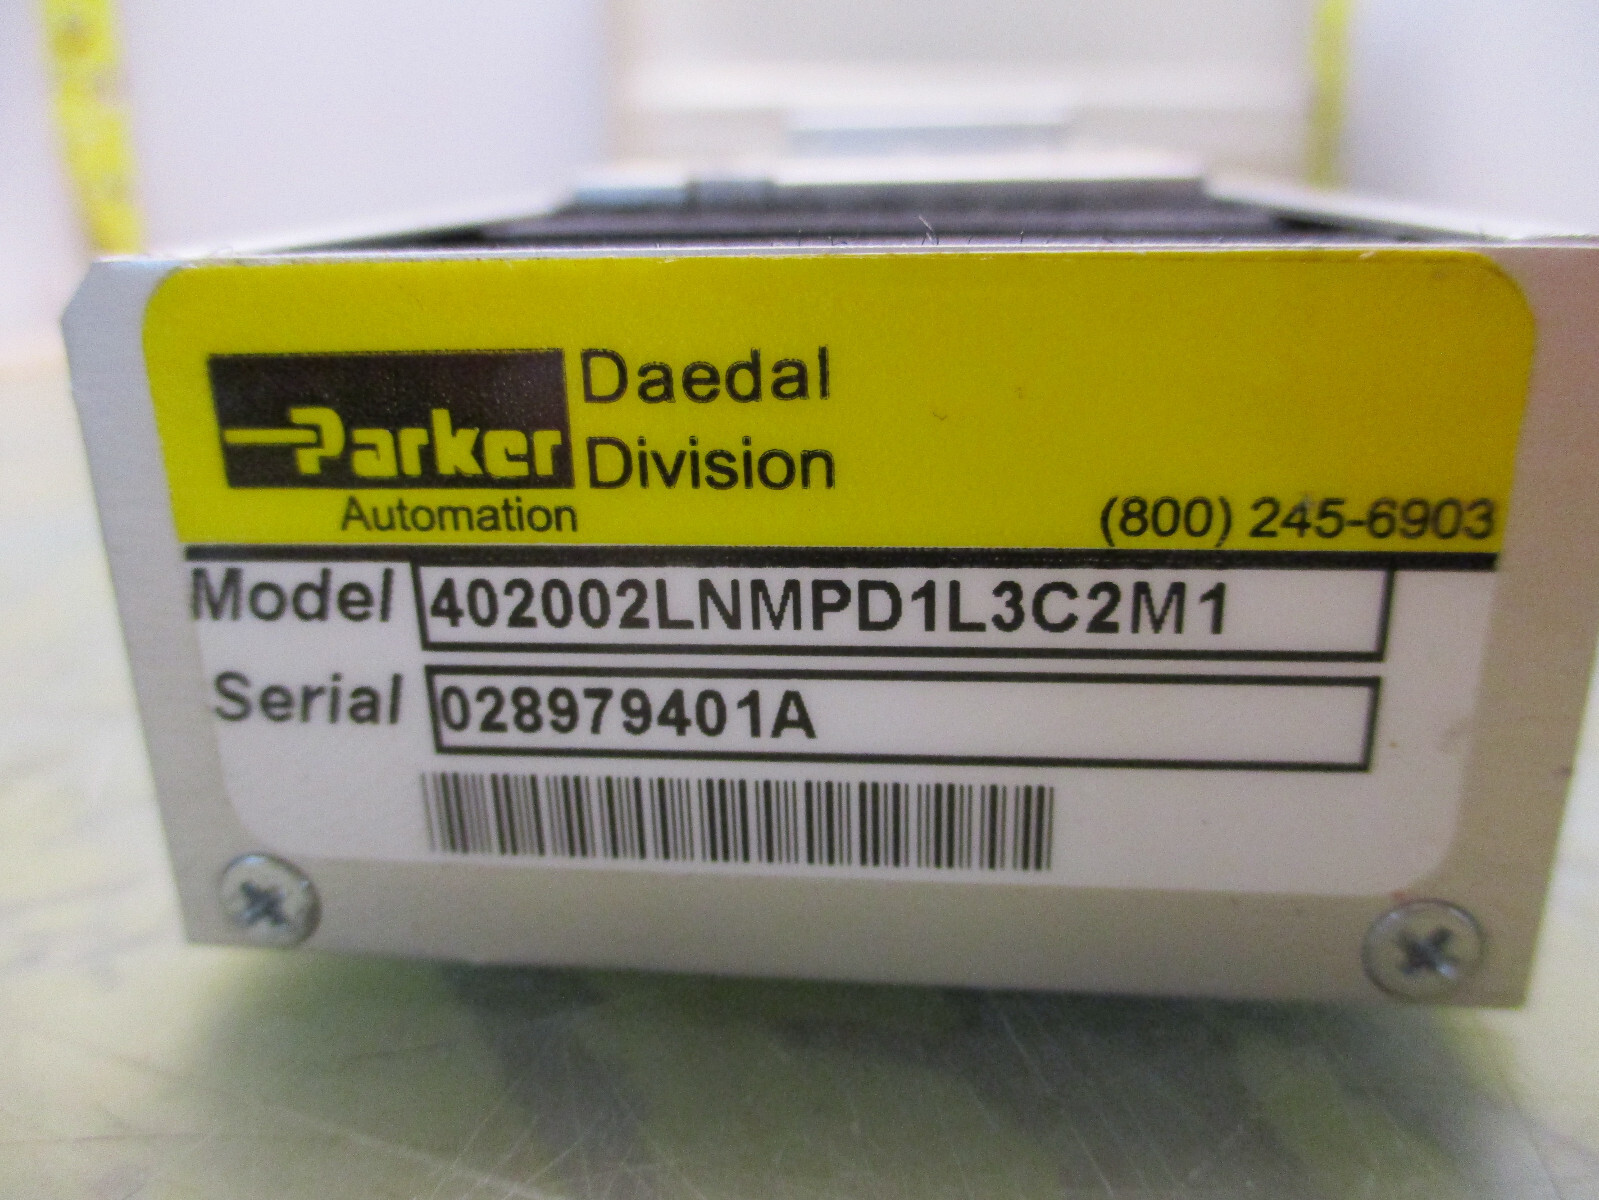 Parker
Daedal
Division
Automation
(800) 245-6903
Model 402002LNMPD1L3C2M1
Serial 028979401A